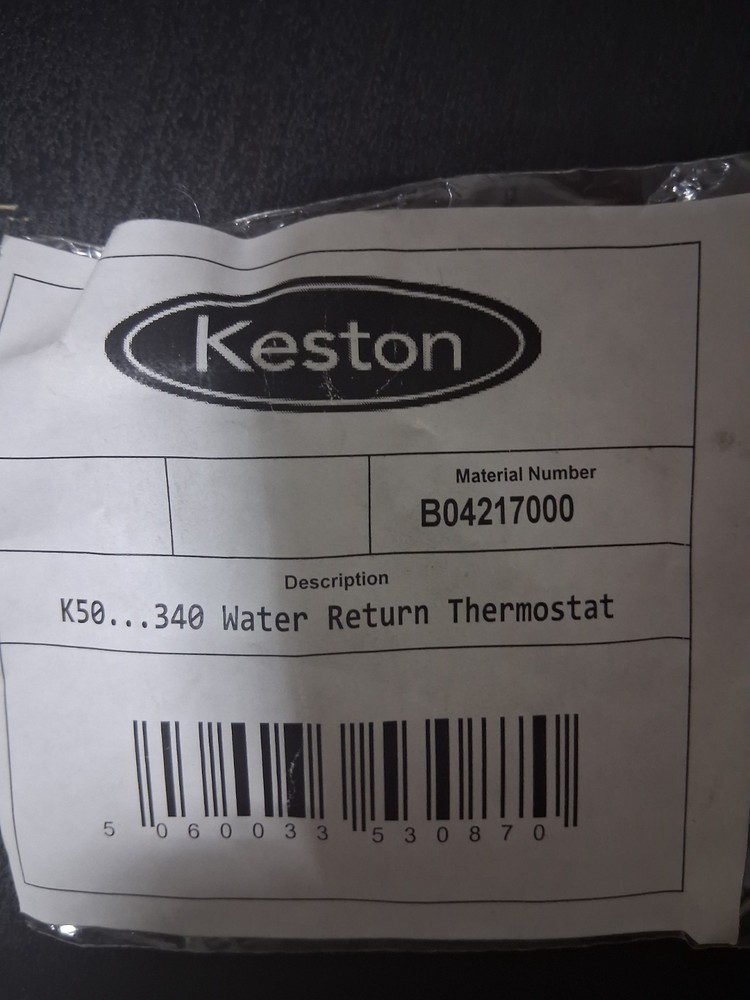 Keston
Material Number
B04217000
Description
K50...340 Water Return Thermostat
5 060033 530870